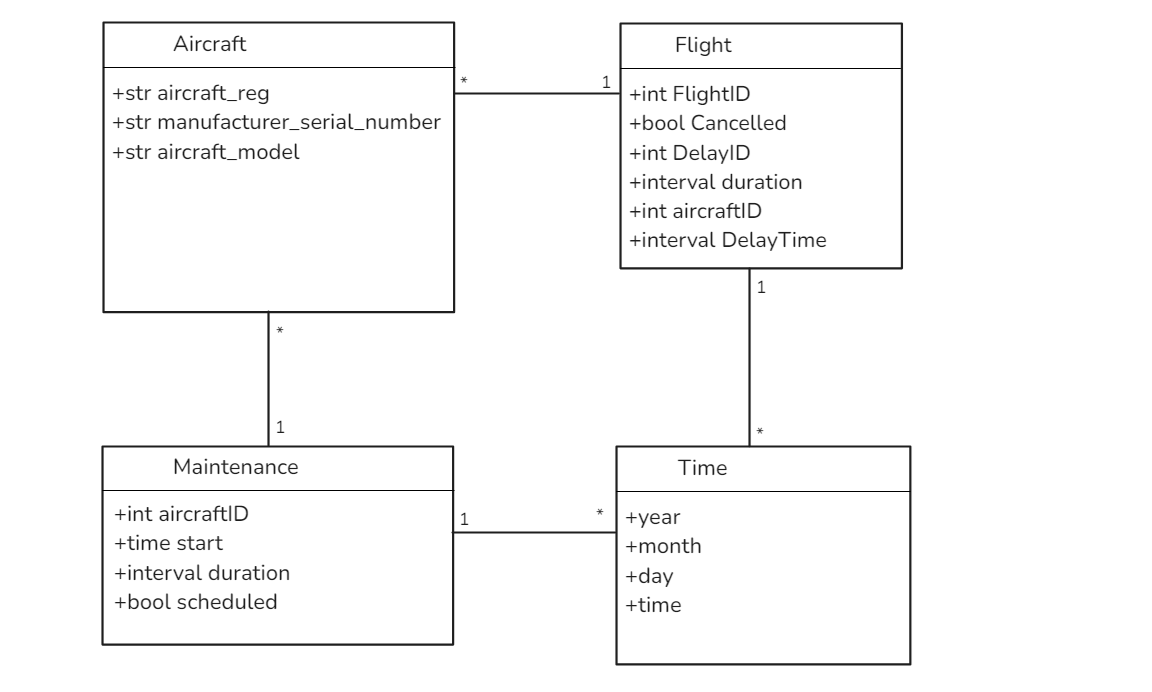 Aircraft
+str aircraft_reg
+str manufacturer_serial_number
+str aircraft_model
*
1
Flight
+int FlightID
+bool Cancelled
+int DelayID
+interval duration
+int aircraftID
+interval DelayTime
*
1
1
*
Maintenance
+int aircraftID
+time start
+interval duration
+bool scheduled
1
*
Time
+year
+month
+day
+time